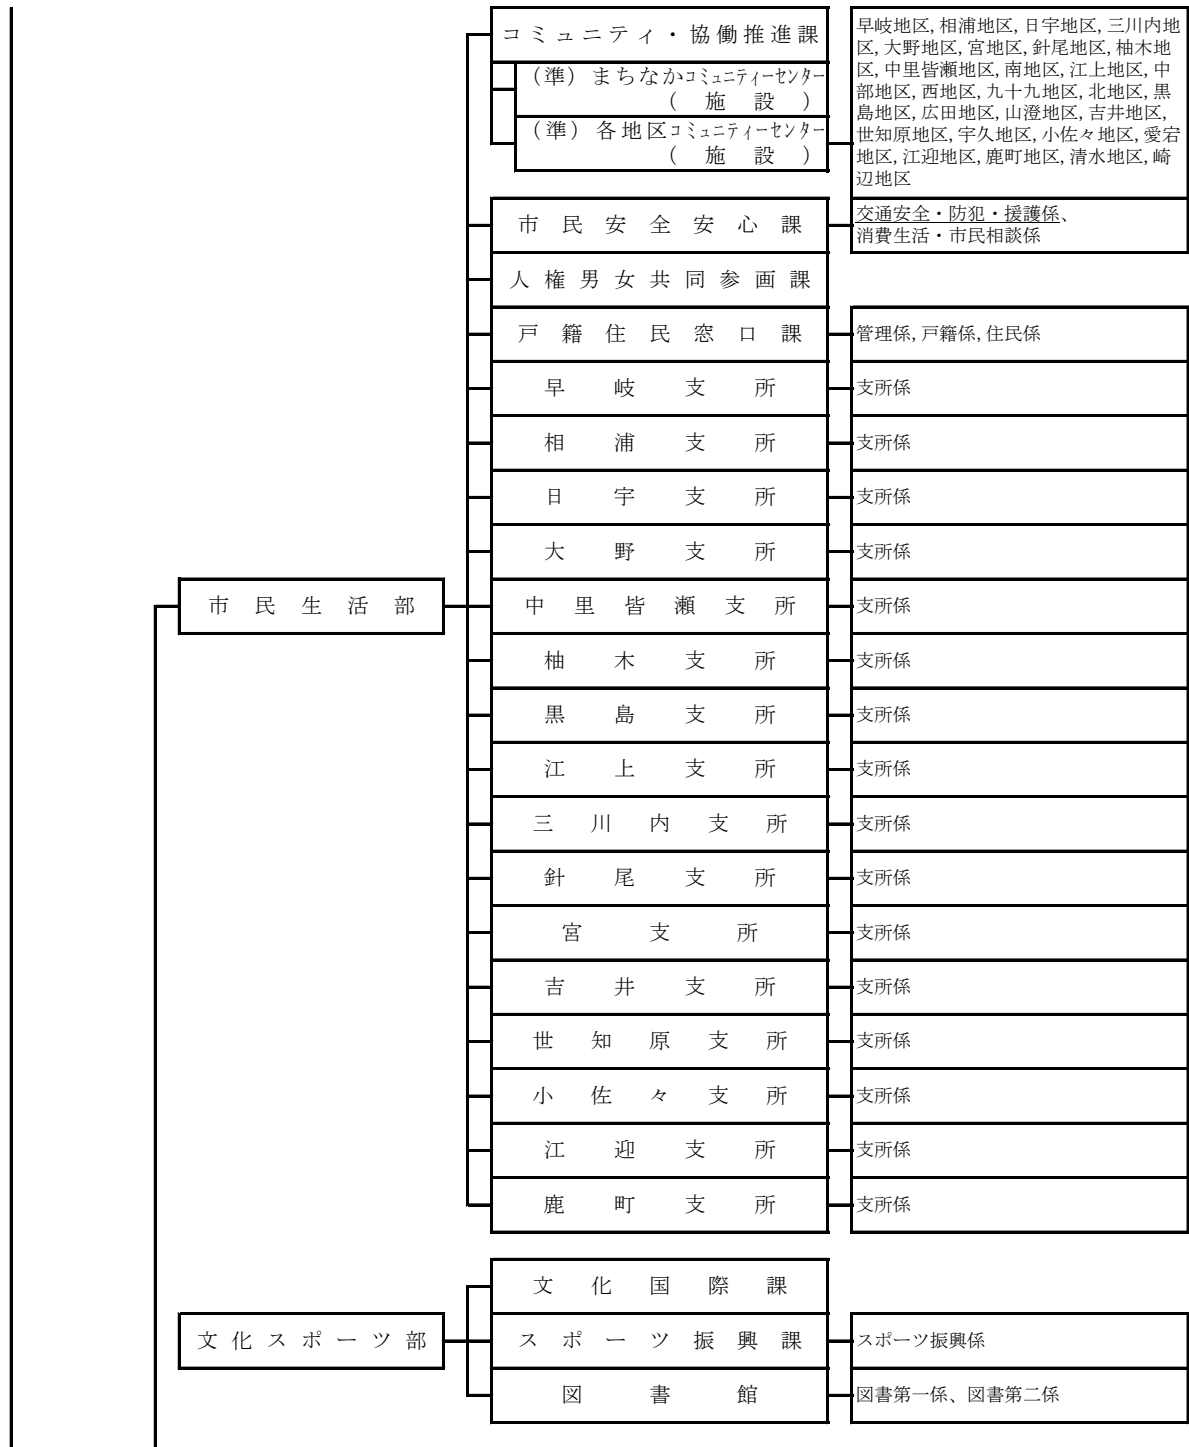 コミュニティ・協働推進課
（準）まちなかコミュニティーセンター
（施設）
（準）各地区コミュニティーセンター
（施設）
早岐地区,相浦地区,日宇地区,三川内地
区,大野地区,宮地区,針尾地区,柚木地
区,中里皆瀬地区,南地区,江上地区,中
部地区,西地区,九十九地区,北地区,黒
島地区,広田地区,山澄地区,吉井地区,
世知原地区,宇久地区,小佐々地区,愛宕
地区,江迎地区,鹿町地区,清水地区,崎
辺地区
市民安全安心課
交通安全・防犯・援護係、
消費生活・市民相談係
人権男女共同参画課
戸籍住民窓口課
管理係,戸籍係,住民係
早岐支所
支所係
相浦支所
支所係
日宇支所
支所係
大野支所
支所係
市民生活部
中里皆瀬支所
支所係
柚木支所
支所係
黒島支所
支所係
江上支所
支所係
三川内支所
支所係
針尾支所
支所係
宮支所
支所係
吉井支所
支所係
世知原支所
支所係
小佐々支所
支所係
江迎支所
支所係
鹿町支所
支所係
文化国際課
文化スポーツ部
スポーツ振興課
スポーツ振興係
図書館
図書第一係、図書第二係